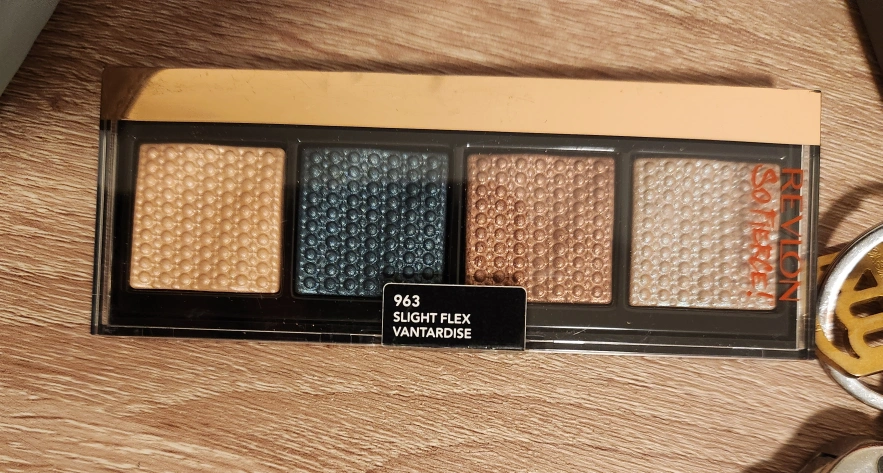 963
SLIGHT FLEX
VANTARDISE
REVLON
SO FIERCE!